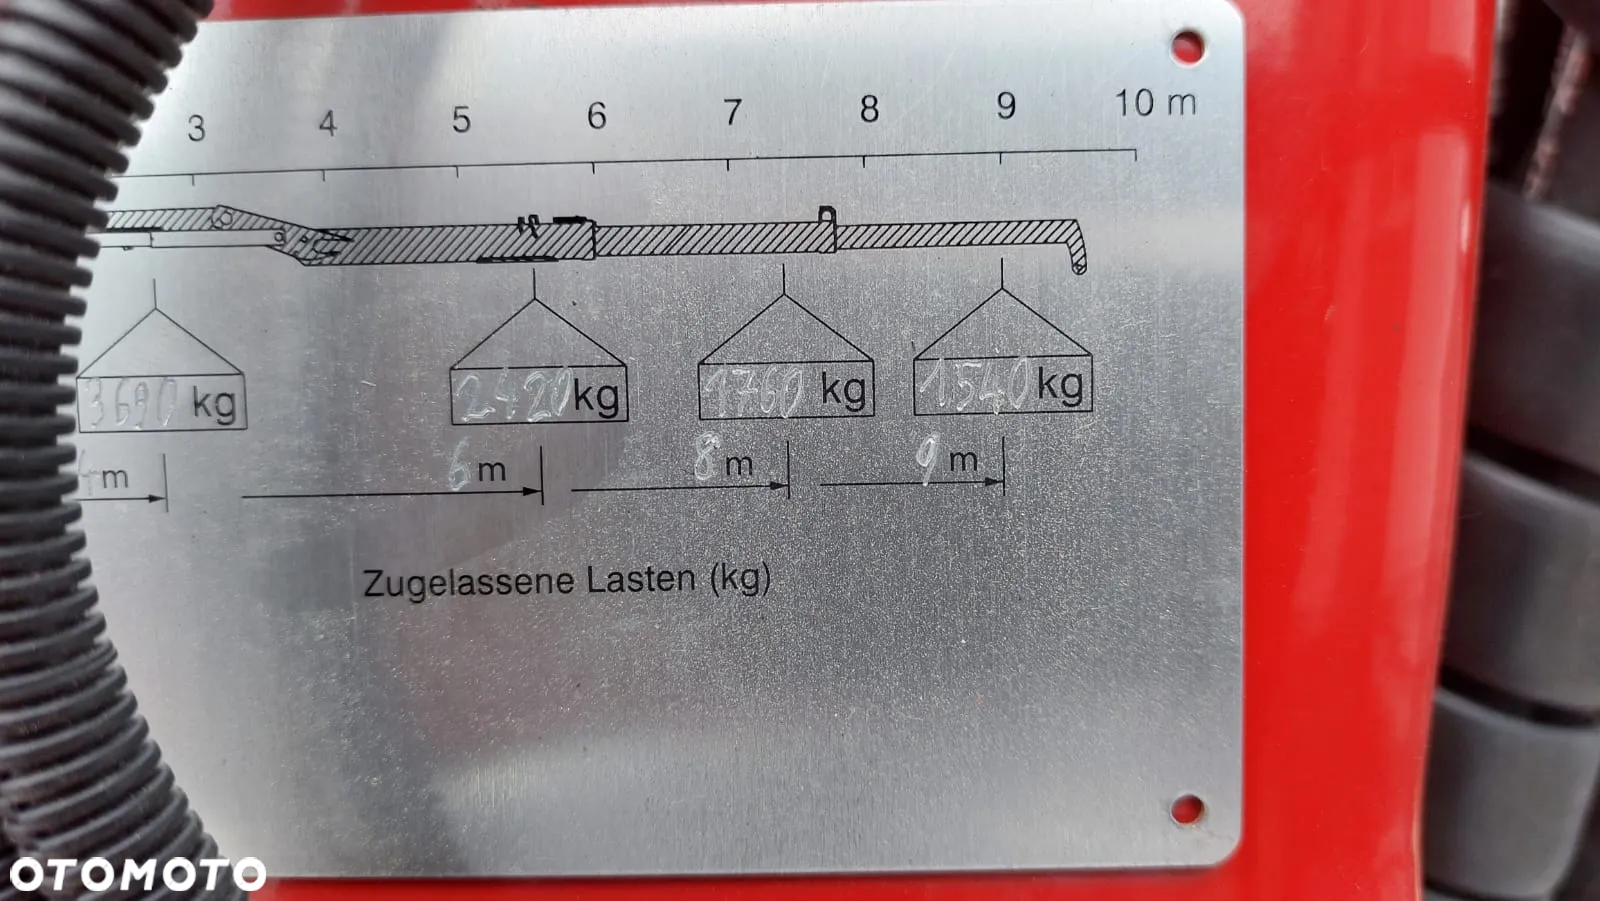 3 4 5 6 7 8 9 10 m
3690 kg 2420 kg 1760 kg 1540 kg
4 m 6 m 8 m 9 m
Zugelassene Lasten (kg)
OTOMOTO